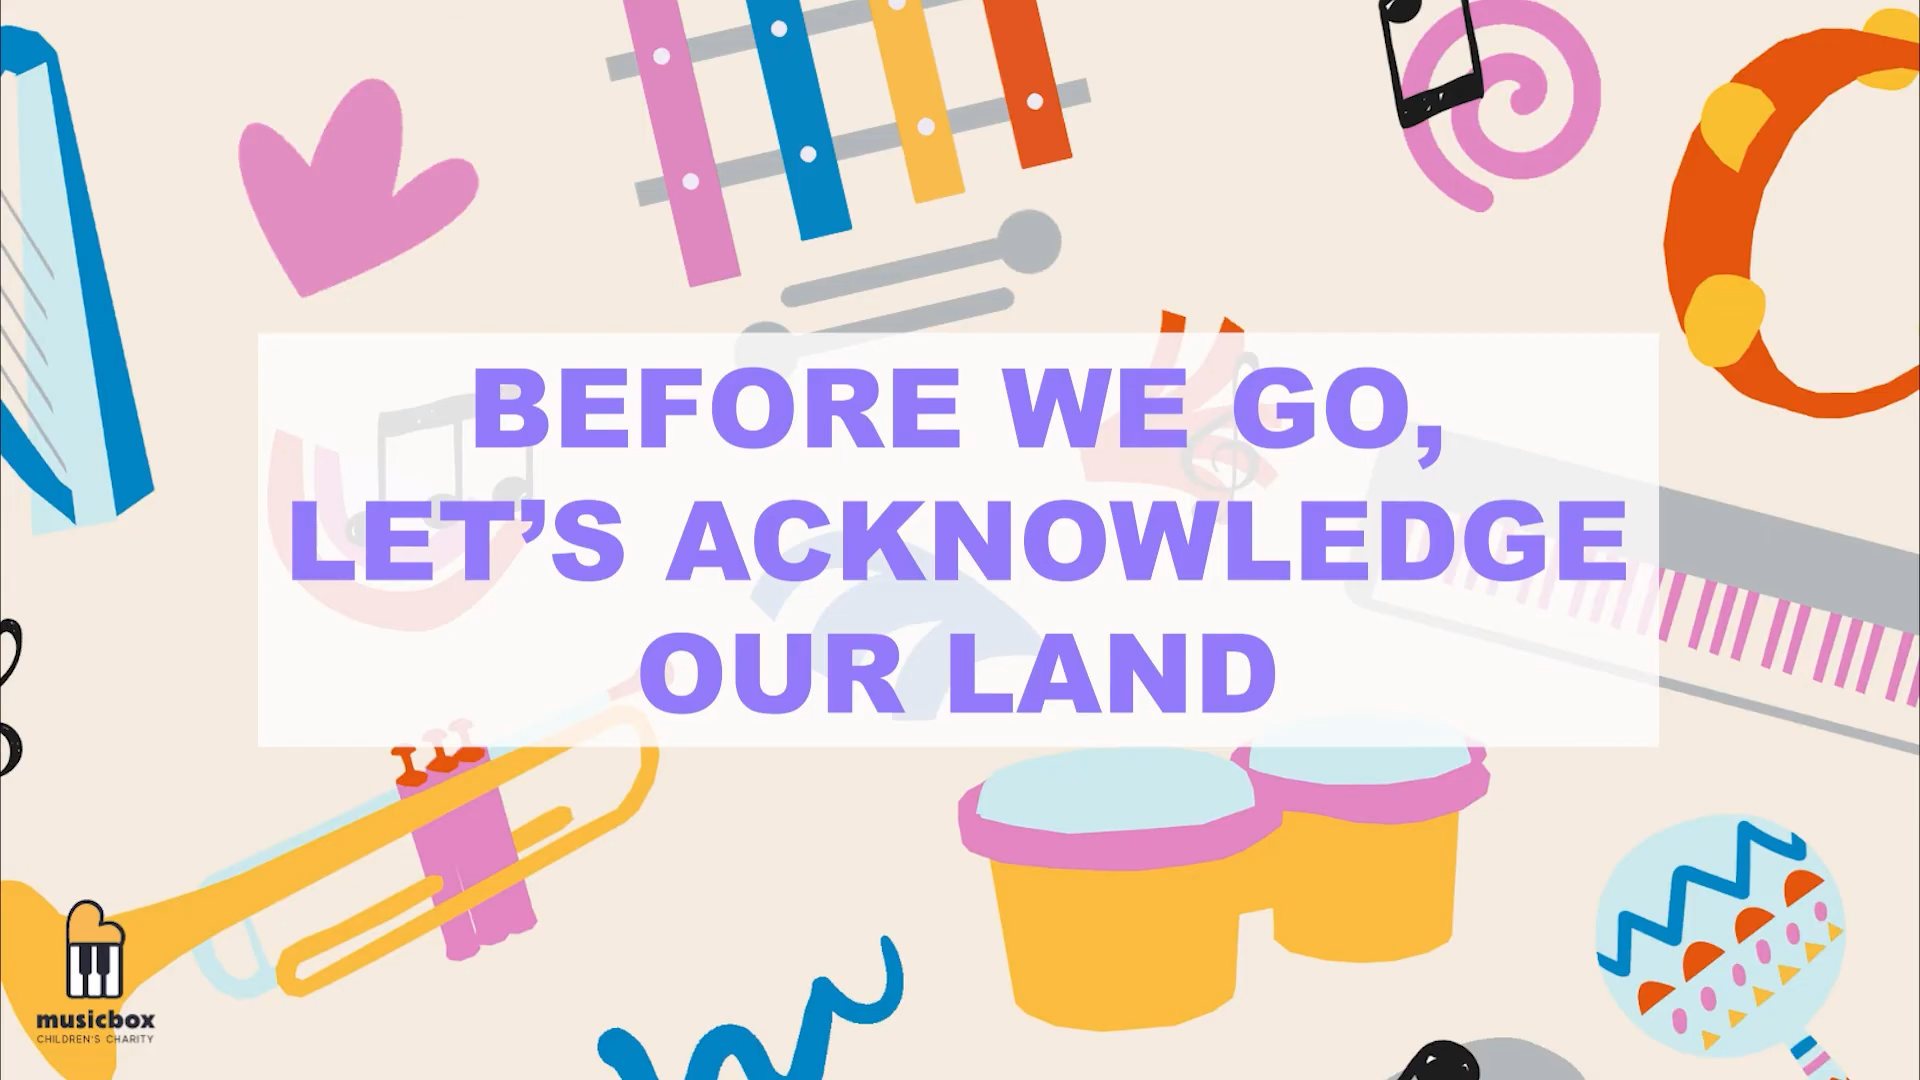 BEFORE WE GO,
LET’S ACKNOWLEDGE
OUR LAND
musicbox
CHILDREN'S CHARITY